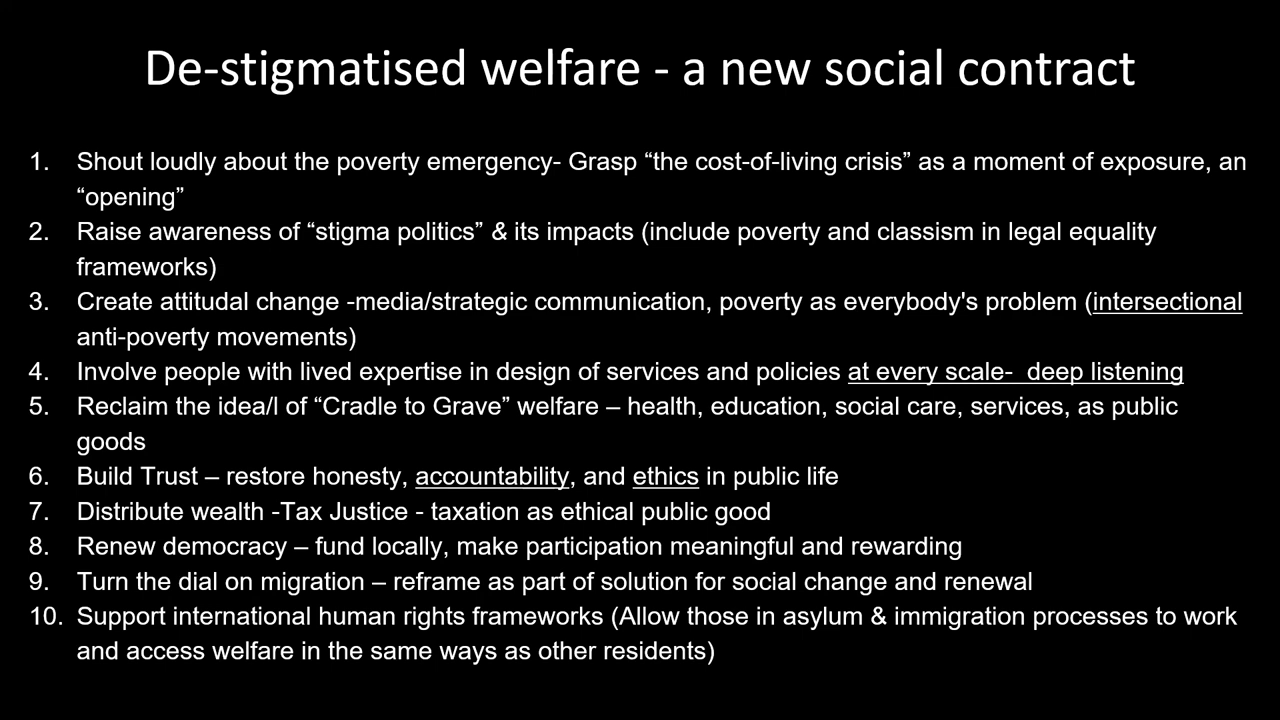 De-stigmatised welfare - a new social contract
1. Shout loudly about the poverty emergency- Grasp “the cost-of-living crisis” as a moment of exposure, an
“opening”
2. Raise awareness of “stigma politics” & its impacts (include poverty and classism in legal equality
frameworks)
3. Create attitudal change -media/strategic communication, poverty as everybody's problem (intersectional
anti-poverty movements)
4. Involve people with lived expertise in design of services and policies at every scale- deep listening
5. Reclaim the idea/l of “Cradle to Grave” welfare – health, education, social care, services, as public
goods
6. Build Trust – restore honesty, accountability, and ethics in public life
7. Distribute wealth -Tax Justice - taxation as ethical public good
8. Renew democracy – fund locally, make participation meaningful and rewarding
9. Turn the dial on migration – reframe as part of solution for social change and renewal
10. Support international human rights frameworks (Allow those in asylum & immigration processes to work
and access welfare in the same ways as other residents)